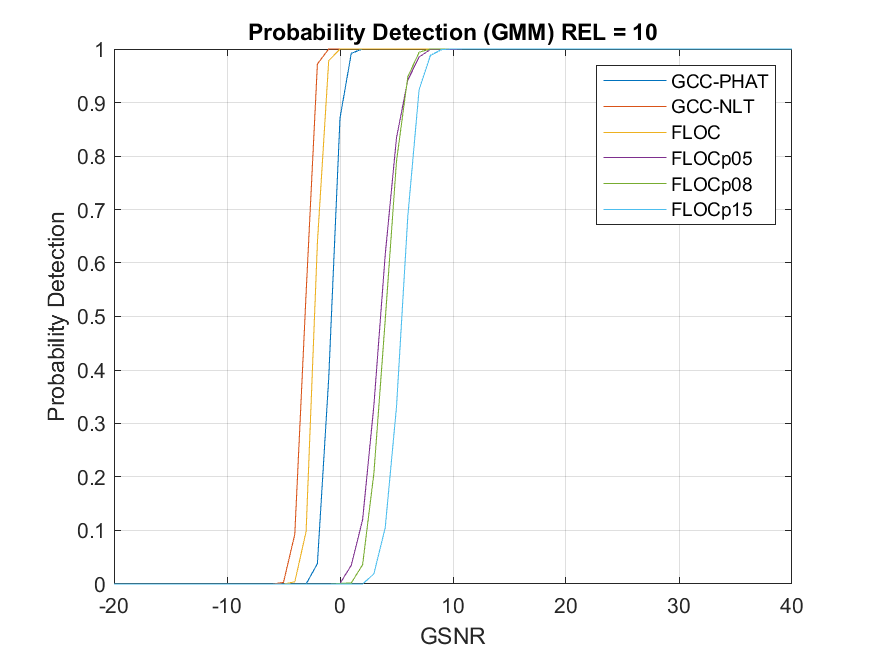 Probability Detection (GMM) REL = 10
1
0.9
0.8
0.7
0.6
0.5
0.4
0.3
0.2
0.1
0
Probability Detection
-20 -10 0 10 20 30 40
GSNR
GCC-PHAT
GCC-NLT
FLOC
FLOCp05
FLOCp08
FLOCp15